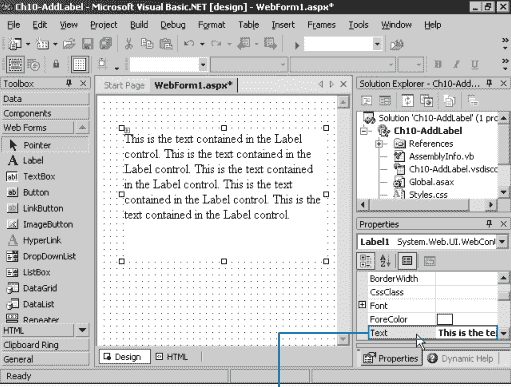 Ch10-AddLabel - Microsoft Visual Basic.NET [design] - WebForm1.aspx*
File Edit View Project Build Debug Format Table Insert Frames Tools Window Help
Toolbox
Data
Components
Web Forms
Pointer
Label
TextBox
Button
LinkButton
ImageButton
HyperLink
DropDownList
ListBox
DataGrid
DataList
Repeater
HTML
Clipboard Ring
General
Ready
Start Page WebForm1.aspx*
This is the text contained in the Label
control. This is the text contained in the
Label control. This is the text contained
in the Label control. This is the text
contained in the Label control. This is the
text contained in the Label control.
Design HTML
Solution Explorer - Ch10-Add...
Solution 'Ch10-AddLabel' (1 proj
Ch10-AddLabel
References
AssemblyInfo.vb
Ch10-AddLabel.vsdisco
Global.asax
Styles.css
Properties
Label1 System.Web.UI.WebCont
BorderWidth
CssClass
Font
ForeColor
Text This is the te
Properties Dynamic Help